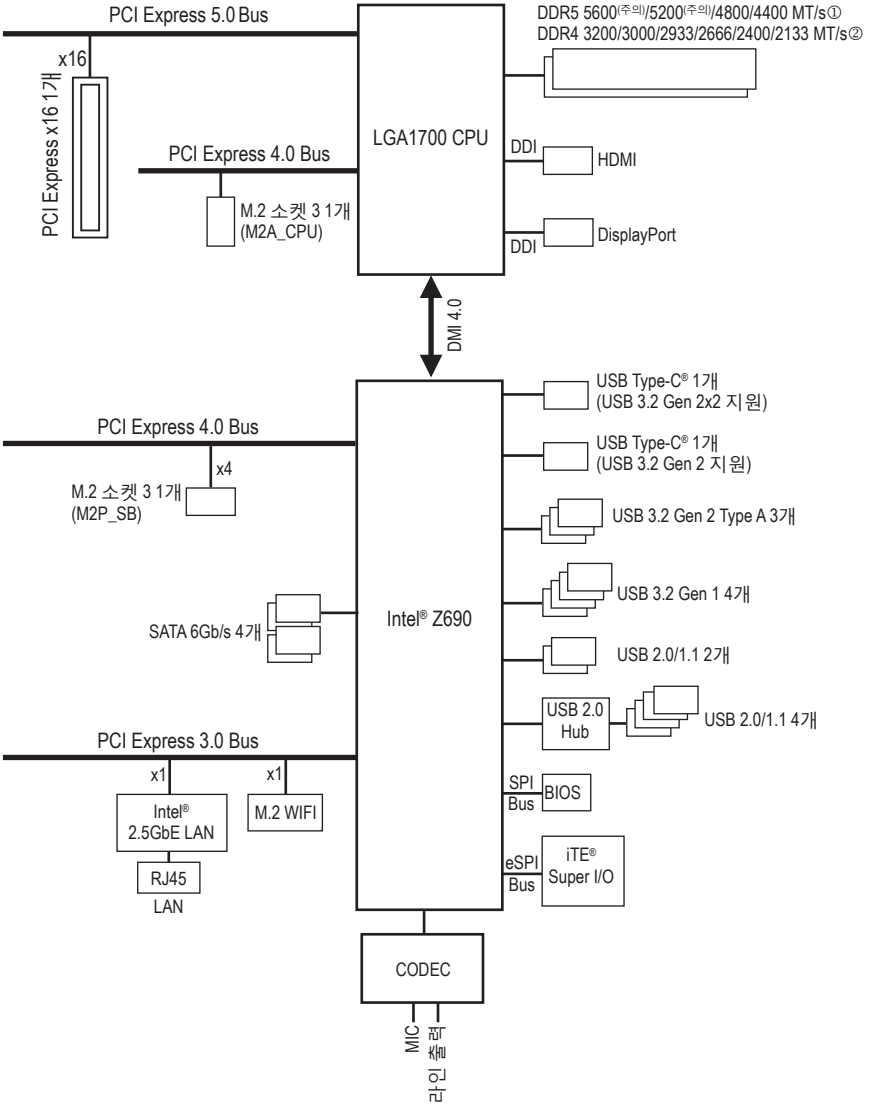 PCI Express 5.0 Bus
DDR5 5600(주의)/5200(주의)/4800/4400 MT/s①
DDR4 3200/3000/2933/2666/2400/2133 MT/s②
x16
PCI Express x16 1개
LGA1700 CPU
PCI Express 4.0 Bus
M.2 소켓 3 1개
(M2A_CPU)
DDI
HDMI
DDI
DisplayPort
DMI 4.0
USB Type-C® 1개
(USB 3.2 Gen 2x2 지원)
PCI Express 4.0 Bus
x4
M.2 소켓 3 1개
(M2P_SB)
USB Type-C® 1개
(USB 3.2 Gen 2 지원)
USB 3.2 Gen 2 Type A 3개
USB 3.2 Gen 1 4개
SATA 6Gb/s 4개
Intel® Z690
USB 2.0/1.1 2개
USB 2.0
Hub
USB 2.0/1.1 4개
PCI Express 3.0 Bus
x1
x1
Intel®
2.5GbE LAN
M.2 WIFI
RJ45
LAN
SPI
Bus
BIOS
eSPI
Bus
iTE®
Super I/O
CODEC
MIC
라인 출력